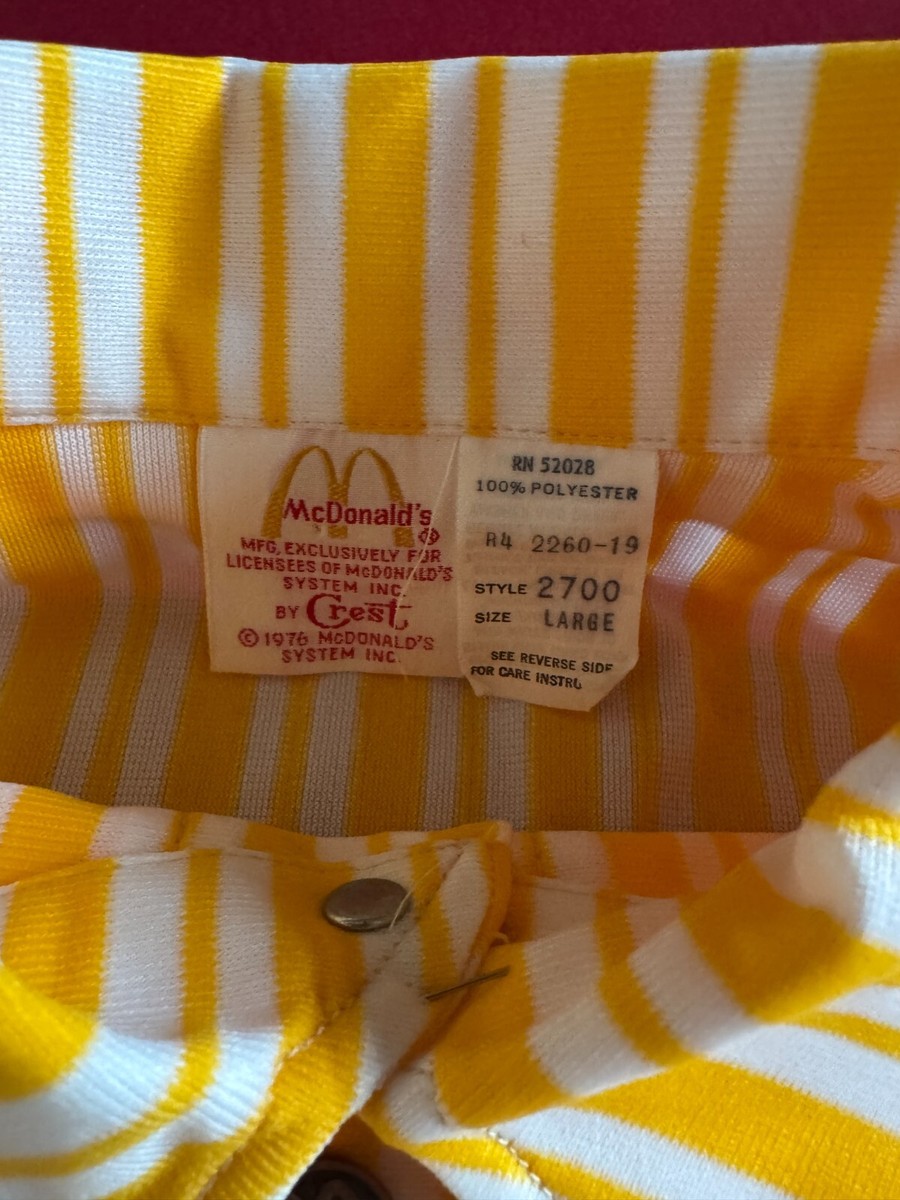 McDonald's
®
MFG. EXCLUSIVELY FOR
LICENSEES OF McDONALD'S
SYSTEM INC.
BY Crest
© 1976 McDONALD'S
SYSTEM INC.
RN 52028
100% POLYESTER
R4 2260-19
STYLE 2700
SIZE LARGE
SEE REVERSE SIDE
FOR CARE INSTRU